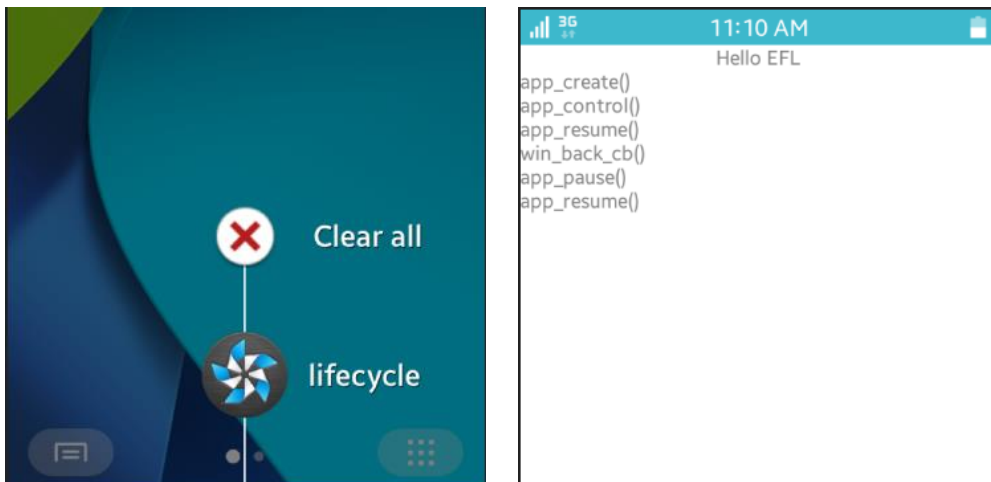 Clear all
lifecycle
3G
11:10 AM
Hello EFL
app_create()
app_control()
app_resume()
win_back_cb()
app_pause()
app_resume()